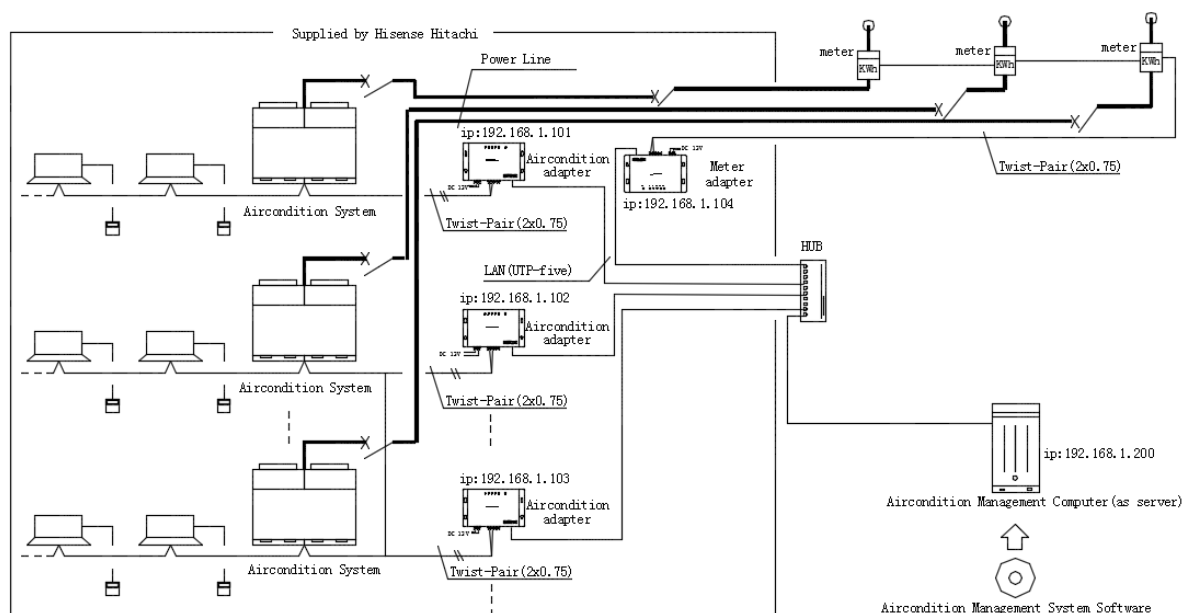 Supplied by Hisense Hitachi
meter
meter
meter
KWh
KWh
KWh
Power Line
ip:192.168.1.101
Aircondition
adapter
DC 12V
DC 12V
Meter
adapter
ip:192.168.1.104
Twist-Pair(2x0.75)
Aircondition System
Twist-Pair(2x0.75)
HUB
LAN(UTP-five)
ip:192.168.1.102
Aircondition
adapter
DC 12V
Aircondition System
Twist-Pair(2x0.75)
ip:192.168.1.103
Aircondition
adapter
DC 12V
Aircondition System
Twist-Pair(2x0.75)
ip:192.168.1.200
Aircondition Management Computer(as server)
Aircondition Management System Software